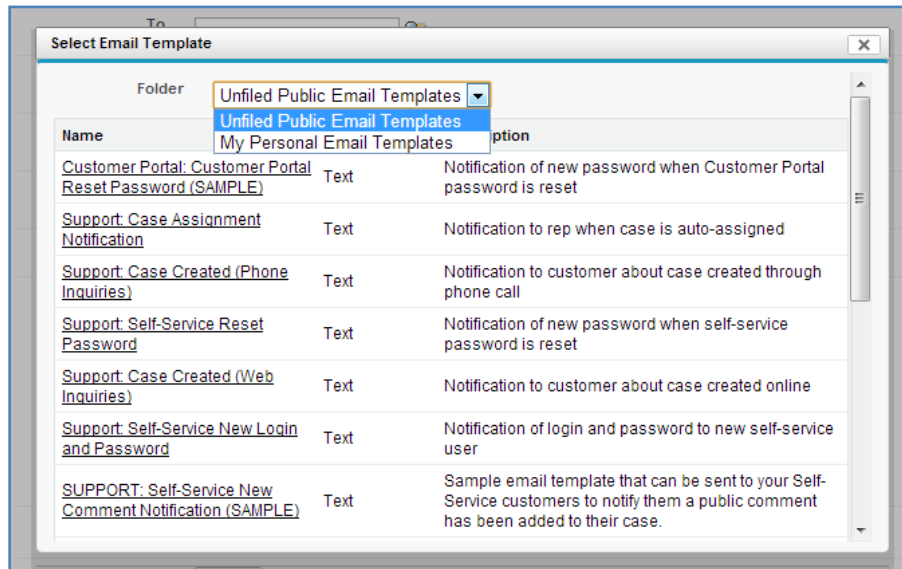 To
Select Email Template
Folder
Unfiled Public Email Templates
Unfiled Public Email Templates
My Personal Email Templates
Name ption
Customer Portal: Customer Portal
Reset Password (SAMPLE)
Text
Notification of new password when Customer Portal
password is reset
Support: Case Assignment
Notification
Text
Notification to rep when case is auto-assigned
Support: Case Created (Phone
Inquiries)
Text
Notification to customer about case created through
phone call
Support: Self-Service Reset
Password
Text
Notification of new password when self-service
password is reset
Support: Case Created (Web
Inquiries)
Text
Notification to customer about case created online
Support: Self-Service New Login
and Password
Text
Notification of login and password to new self-service
user
SUPPORT: Self-Service New
Comment Notification (SAMPLE)
Text
Sample email template that can be sent to your Self-
Service customers to notify them a public comment
has been added to their case.